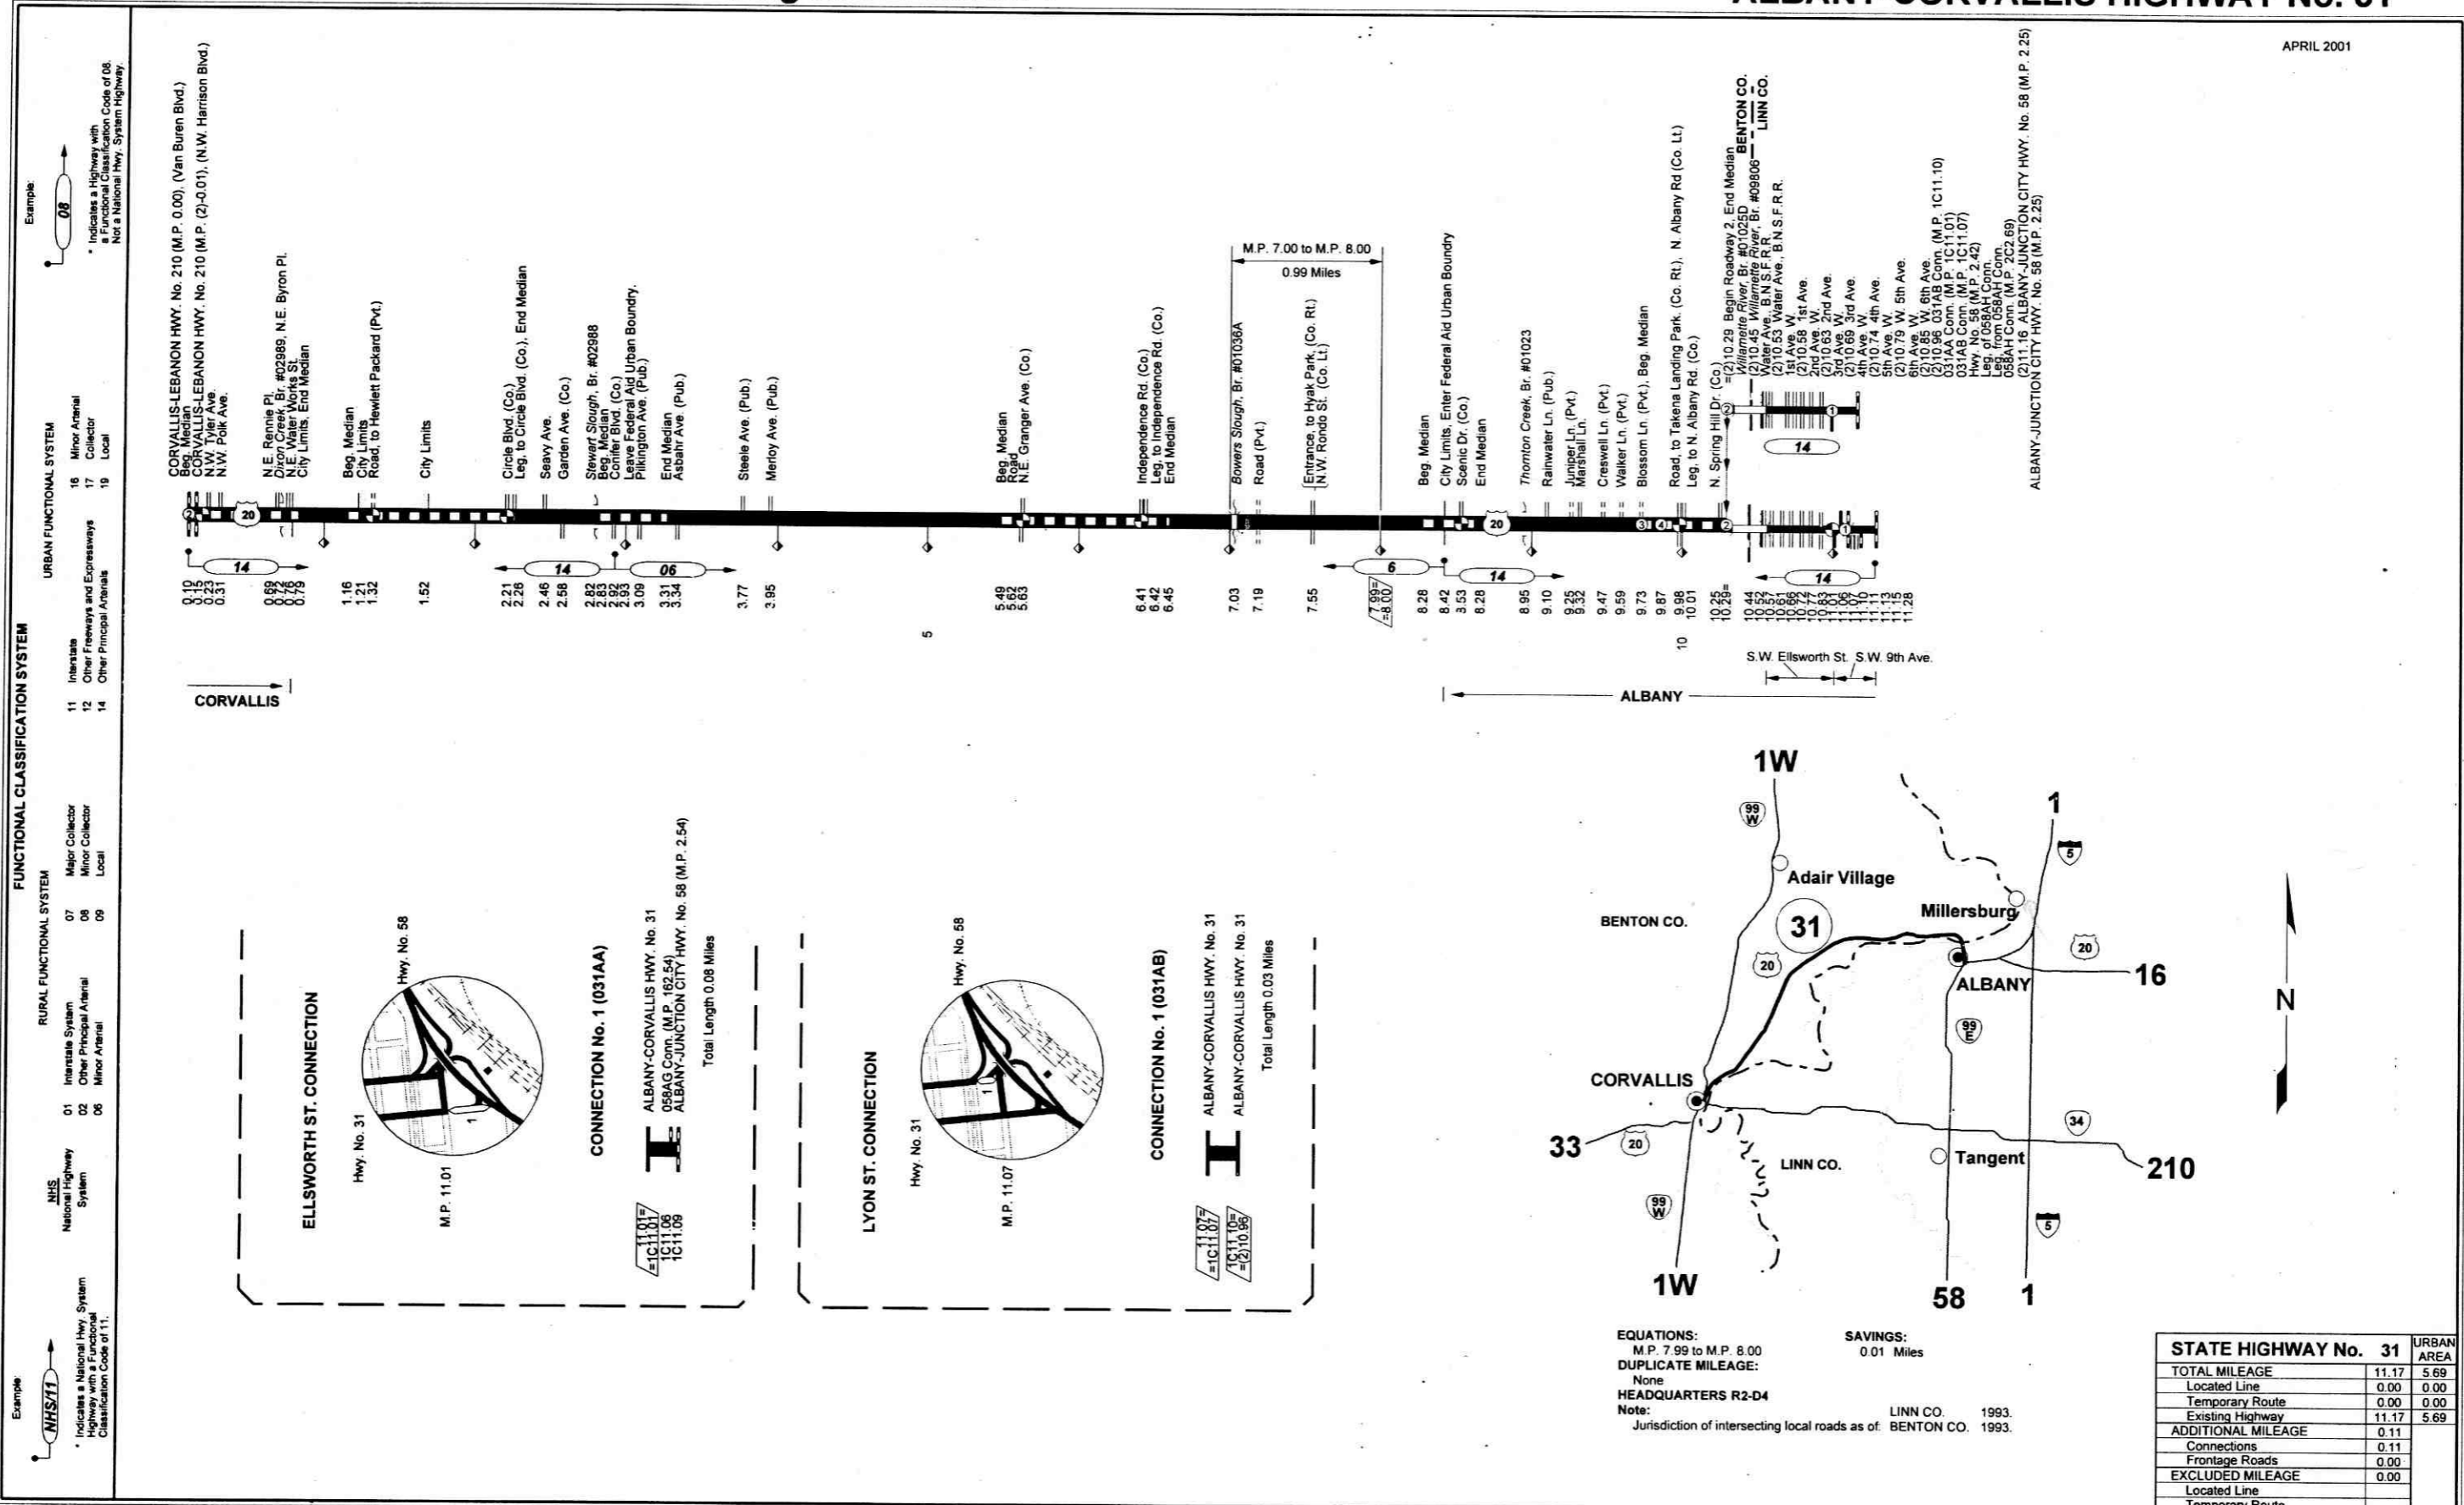 ALBANY-CORVALLIS HIGHWAY No. 31
APRIL 2001
FUNCTIONAL CLASSIFICATION SYSTEM
Example:
NHS/11
* Indicates a National Hwy. System
Highway with a Functional
Classification Code of 11.
NHS
National Highway
System
RURAL FUNCTIONAL SYSTEM
01 Interstate System
02 Other Principal Arterial
06 Minor Arterial
07 Major Collector
08 Minor Collector
09 Local
URBAN FUNCTIONAL SYSTEM
11 Interstate
12 Other Freeways and Expressways
14 Other Principal Arterials
16 Minor Arterial
17 Collector
19 Local
Example:
08
* Indicates a Highway with
a Functional Classification Code of 08.
Not a National Hwy. System Highway.
CORVALLIS-LEBANON HWY. No. 210 (M.P. 0.00), (Van Buren Blvd.)
Beg. Median
CORVALLIS-LEBANON HWY. No. 210 (M.P. (2)-0.01), (N.W. Harrison Blvd.)
N.W. Tyler Ave.
N.W. Polk Ave.
N.E. Rennie Pl.
Dixon Creek, Br. #02989, N.E. Byron Pl.
N.E. Water Works St.
City Limits, End Median
Beg. Median
City Limits
Road, to Hewlett Packard (Pvt.)
City Limits
Circle Blvd. (Co.)
Leg, to Circle Blvd. (Co.), End Median
Seavy Ave.
Garden Ave. (Co.)
Stewart Slough, Br. #02988
Beg. Median
Conifer Blvd. (Co.)
Leave Federal Aid Urban Boundry,
Pilkington Ave. (Pub.)
End Median
Asbahr Ave. (Pub.)
Steele Ave. (Pub.)
Merloy Ave. (Pub.)
Beg. Median
Road
N.E. Granger Ave. (Co.)
Independence Rd. (Co.)
Leg, to Independence Rd. (Co.)
End Median
M.P. 7.00 to M.P. 8.00
0.99 Miles
Bowers Slough, Br. #01036A
Road (Pvt.)
Entrance, to Hyak Park, (Co. Rt.)
N.W. Rondo St. (Co. Lt.)
Beg. Median
City Limits, Enter Federal Aid Urban Boundry
Scenic Dr. (Co.)
End Median
Thornton Creek, Br. #01023
Rainwater Ln. (Pub.)
Juniper Ln. (Pvt.)
Marshall Ln.
Creswell Ln. (Pvt.)
Walker Ln. (Pvt.)
Blossom Ln. (Pvt.), Beg. Median
Road, to Takena Landing Park. (Co. Rt.), N. Albany Rd (Co. Lt.)
Leg, to N. Albany Rd. (Co.)
N. Spring Hill Dr. (Co.)
=(2)10.29 Begin Roadway 2, End Median
Willamette River, Br. #01025D
BENTON CO.
LINN CO.
(2)10.45 Willamette River, Br. #09806
Water Ave., B.N.S.F.R.R.
(2)10.53 Water Ave., B.N.S.F.R.R.
1st Ave. W.
(2)10.58 1st Ave.
2nd Ave. W.
(2)10.63 2nd Ave.
3rd Ave. W.
(2)10.69 3rd Ave.
4th Ave. W.
(2)10.74 4th Ave.
5th Ave. W.
(2)10.79 W. 5th Ave.
6th Ave. W.
(2)10.85 W. 6th Ave.
(2)10.96 031AB Conn. (M.P. 1C11.10)
031AA Conn. (M.P. 1C11.01)
031AB Conn. (M.P. 1C11.07)
Hwy. No. 58 (M.P. 2.42)
Leg, of 058AH Conn.
Leg, from 058AH Conn.
058AH Conn. (M.P. 2C2.69)
(2)11.16 ALBANY-JUNCTION CITY HWY. No. 58 (M.P. 2.25)
ALBANY-JUNCTION CITY HWY. No. 58 (M.P. 2.25)
2
20
20
3
4
2
1
2
1
14
14
14
06
6
14
14
0.10
0.15
0.23
0.31
0.69
0.72
0.76
0.79
1.16
1.21
1.32
1.52
2.21
2.26
2.46
2.58
2.82
2.83
2.92
2.93
3.09
3.31
3.34
3.77
3.95
5
5.49
5.62
5.63
6.41
6.42
6.45
7.03
7.19
7.55
7.99=
=8.00
8.28
8.42
8.28
8.95
9.10
9.25
9.32
9.47
9.59
9.73
9.87
9.98
10.01
10
10.25
10.29=
10.44
10.52
10.57
10.61
10.66
10.72
10.77
10.83
11.01
11.06
11.07
11.10
11.11
11.13
11.15
11.28
S.W. Ellsworth St. S.W. 9th Ave.
CORVALLIS
ALBANY
ELLSWORTH ST. CONNECTION
Hwy. No. 31
Hwy. No. 58
1
M.P. 11.01
CONNECTION No. 1 (031AA)
11.01=
=1C11.01
1C11.06
1C11.09
ALBANY-CORVALLIS HWY. No. 31
058AG Conn. (M.P. 162.54)
ALBANY-JUNCTION CITY HWY. No. 58 (M.P. 2.54)
Total Length 0.08 Miles
LYON ST. CONNECTION
Hwy. No. 31
Hwy. No. 58
1
M.P. 11.07
CONNECTION No. 1 (031AB)
11.07=
=1C11.07
1C11.10=
=(2)10.96
ALBANY-CORVALLIS HWY. No. 31
ALBANY-CORVALLIS HWY. No. 31
Total Length 0.03 Miles
1W
99 W
1
5
Adair Village
BENTON CO.
31
Millersburg
20
20
ALBANY
16
99 E
N
CORVALLIS
33
20
34
LINN CO.
Tangent
210
99 W
5
1W
58
1
EQUATIONS:
M.P. 7.99 to M.P. 8.00
SAVINGS:
0.01 Miles
DUPLICATE MILEAGE:
None
HEADQUARTERS R2-D4
Note:
LINN CO. 1993.
Jurisdiction of intersecting local roads as of: BENTON CO. 1993.
STATE HIGHWAY No. 31 URBAN AREA
TOTAL MILEAGE 11.17 5.69
Located Line 0.00 0.00
Temporary Route 0.00 0.00
Existing Highway 11.17 5.69
ADDITIONAL MILEAGE 0.11
Connections 0.11
Frontage Roads 0.00
EXCLUDED MILEAGE 0.00
Located Line
Temporary Route